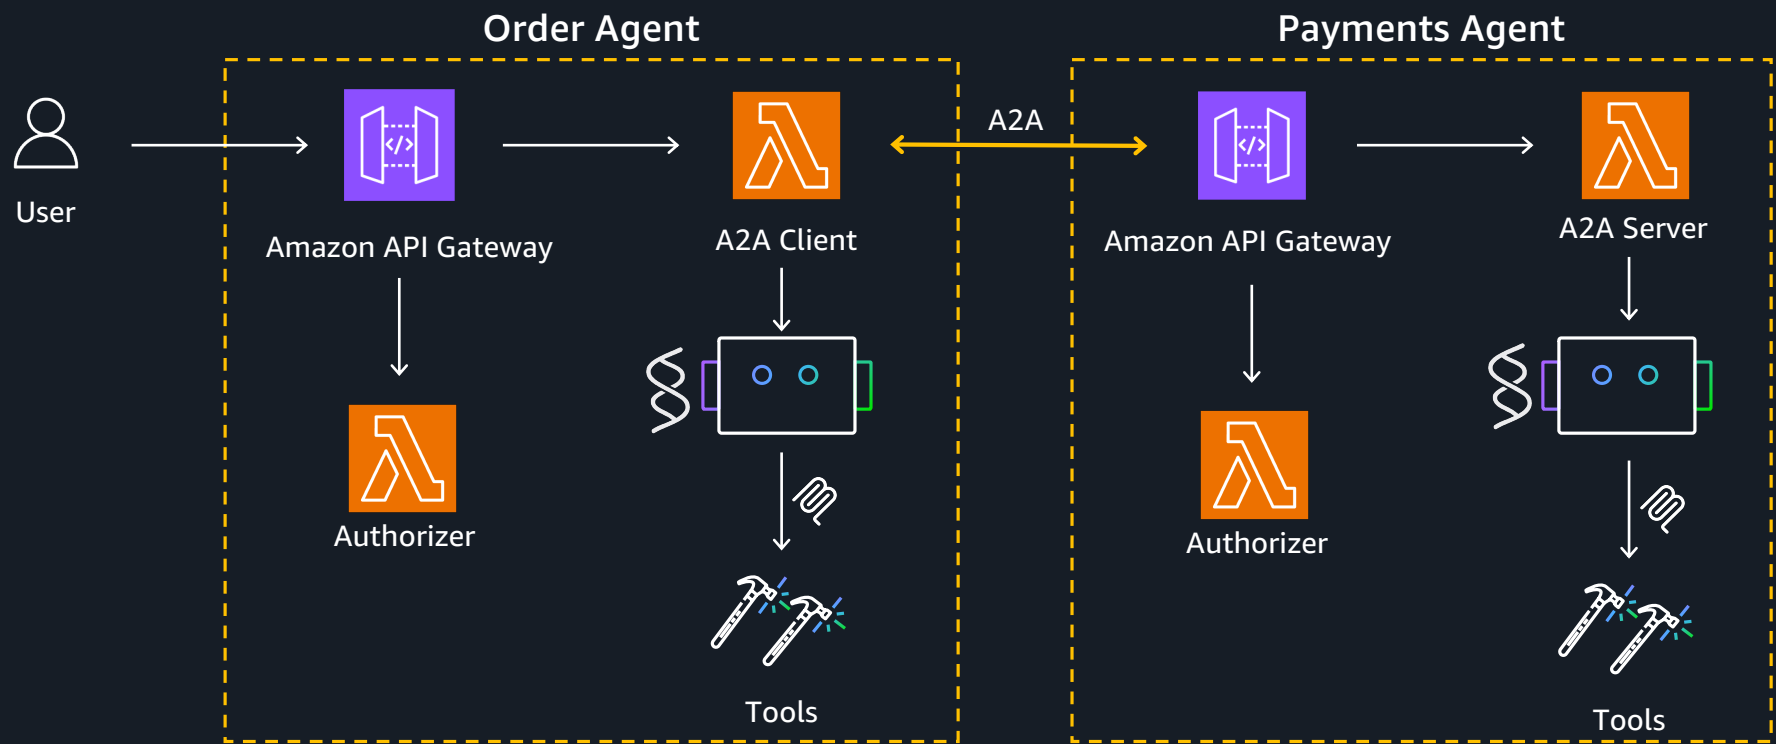 Order Agent
Payments Agent
User
Amazon API Gateway
A2A Client
A2A
Amazon API Gateway
A2A Server
Authorizer
Authorizer
Tools
Tools